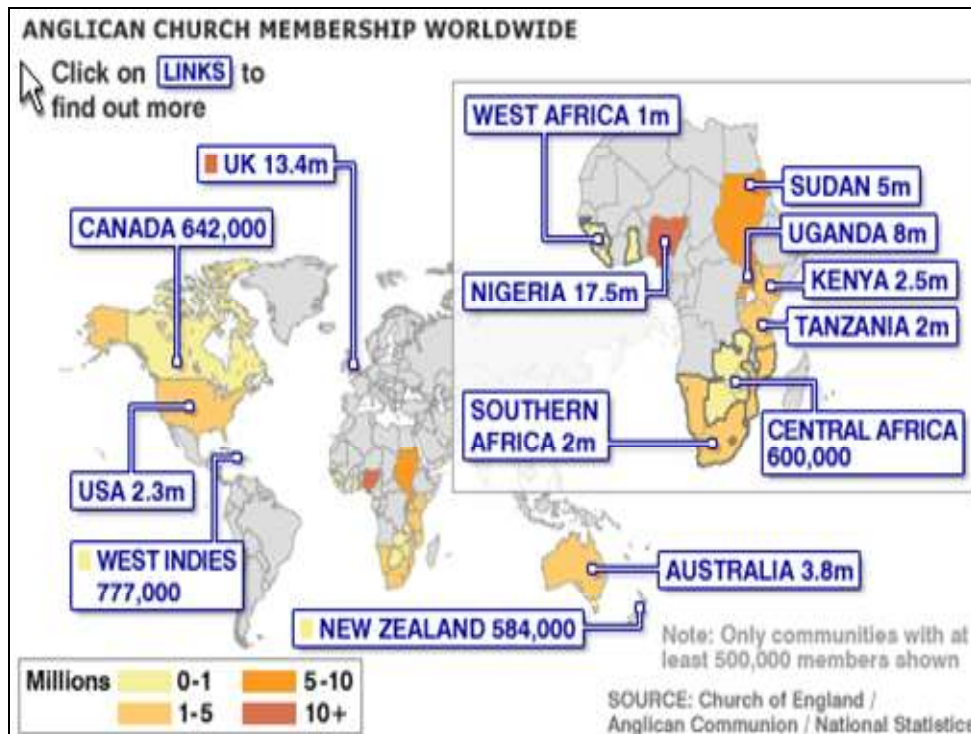 ANGLICAN CHURCH MEMBERSHIP WORLDWIDE
Click on LINKS to
find out more
WEST AFRICA 1m
UK 13.4m
SUDAN 5m
CANADA 642,000
UGANDA 8m
NIGERIA 17.5m
KENYA 2.5m
TANZANIA 2m
SOUTHERN
AFRICA 2m
CENTRAL AFRICA
600,000
USA 2.3m
WEST INDIES
777,000
AUSTRALIA 3.8m
NEW ZEALAND 584,000
Note: Only communities with at
least 500,000 members shown
Millions 0-1 5-10
1-5 10+
SOURCE: Church of England /
Anglican Communion / National Statistics